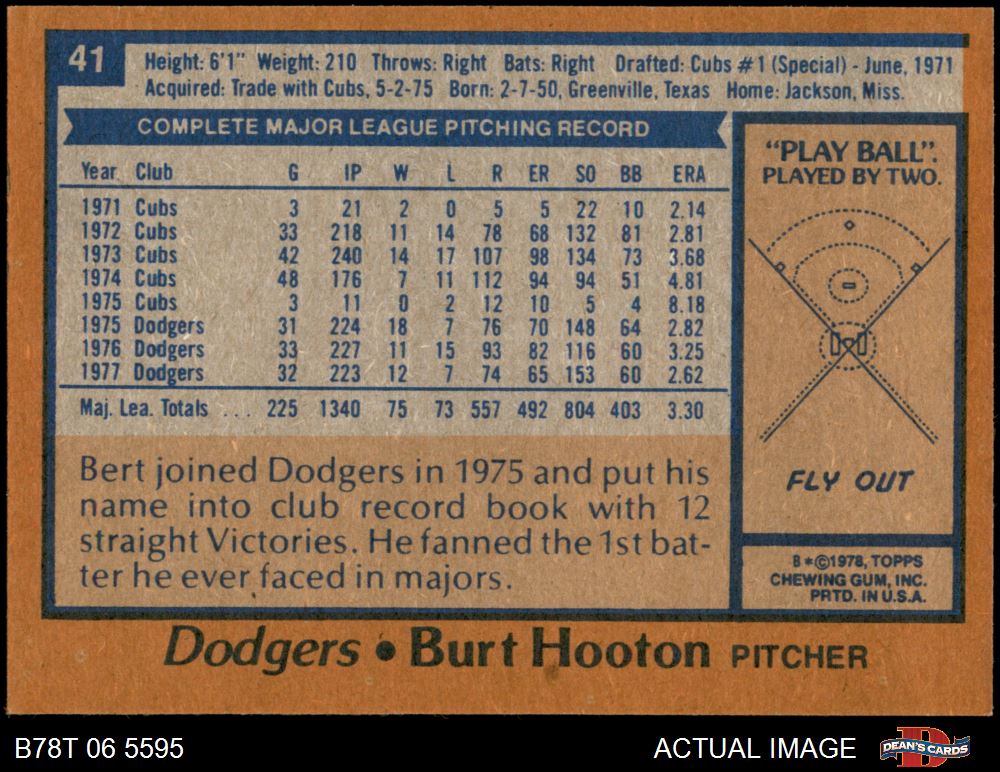 41
Height: 6'1" Weight: 210 Throws: Right Bats: Right Drafted: Cubs #1 (Special) - June, 1971
Acquired: Trade with Cubs, 5-2-75 Born: 2-7-50, Greenville, Texas Home: Jackson, Miss.
COMPLETE MAJOR LEAGUE PITCHING RECORD
Year Club G IP W L R ER SO BB ERA
1971 Cubs 3 21 2 0 5 5 22 10 2.14
1972 Cubs 33 218 11 14 78 68 132 81 2.81
1973 Cubs 42 240 14 17 107 98 134 73 3.68
1974 Cubs 48 176 7 11 112 94 94 51 4.81
1975 Cubs 3 11 0 2 12 10 5 4 8.18
1975 Dodgers 31 224 18 7 76 70 148 64 2.82
1976 Dodgers 33 227 11 15 93 82 116 60 3.25
1977 Dodgers 32 223 12 7 74 65 153 60 2.62
Maj. Lea. Totals ... 225 1340 75 73 557 492 804 403 3.30
Bert joined Dodgers in 1975 and put his
name into club record book with 12
straight Victories. He fanned the 1st bat-
ter he ever faced in majors.
"PLAY BALL".
PLAYED BY TWO.
FLY OUT
B*©1978, TOPPS
CHEWING GUM, INC.
PRTD. IN U.S.A.
Dodgers • Burt Hooton PITCHER
B78T 06 5595
ACTUAL IMAGE
DEAN'S CARDS